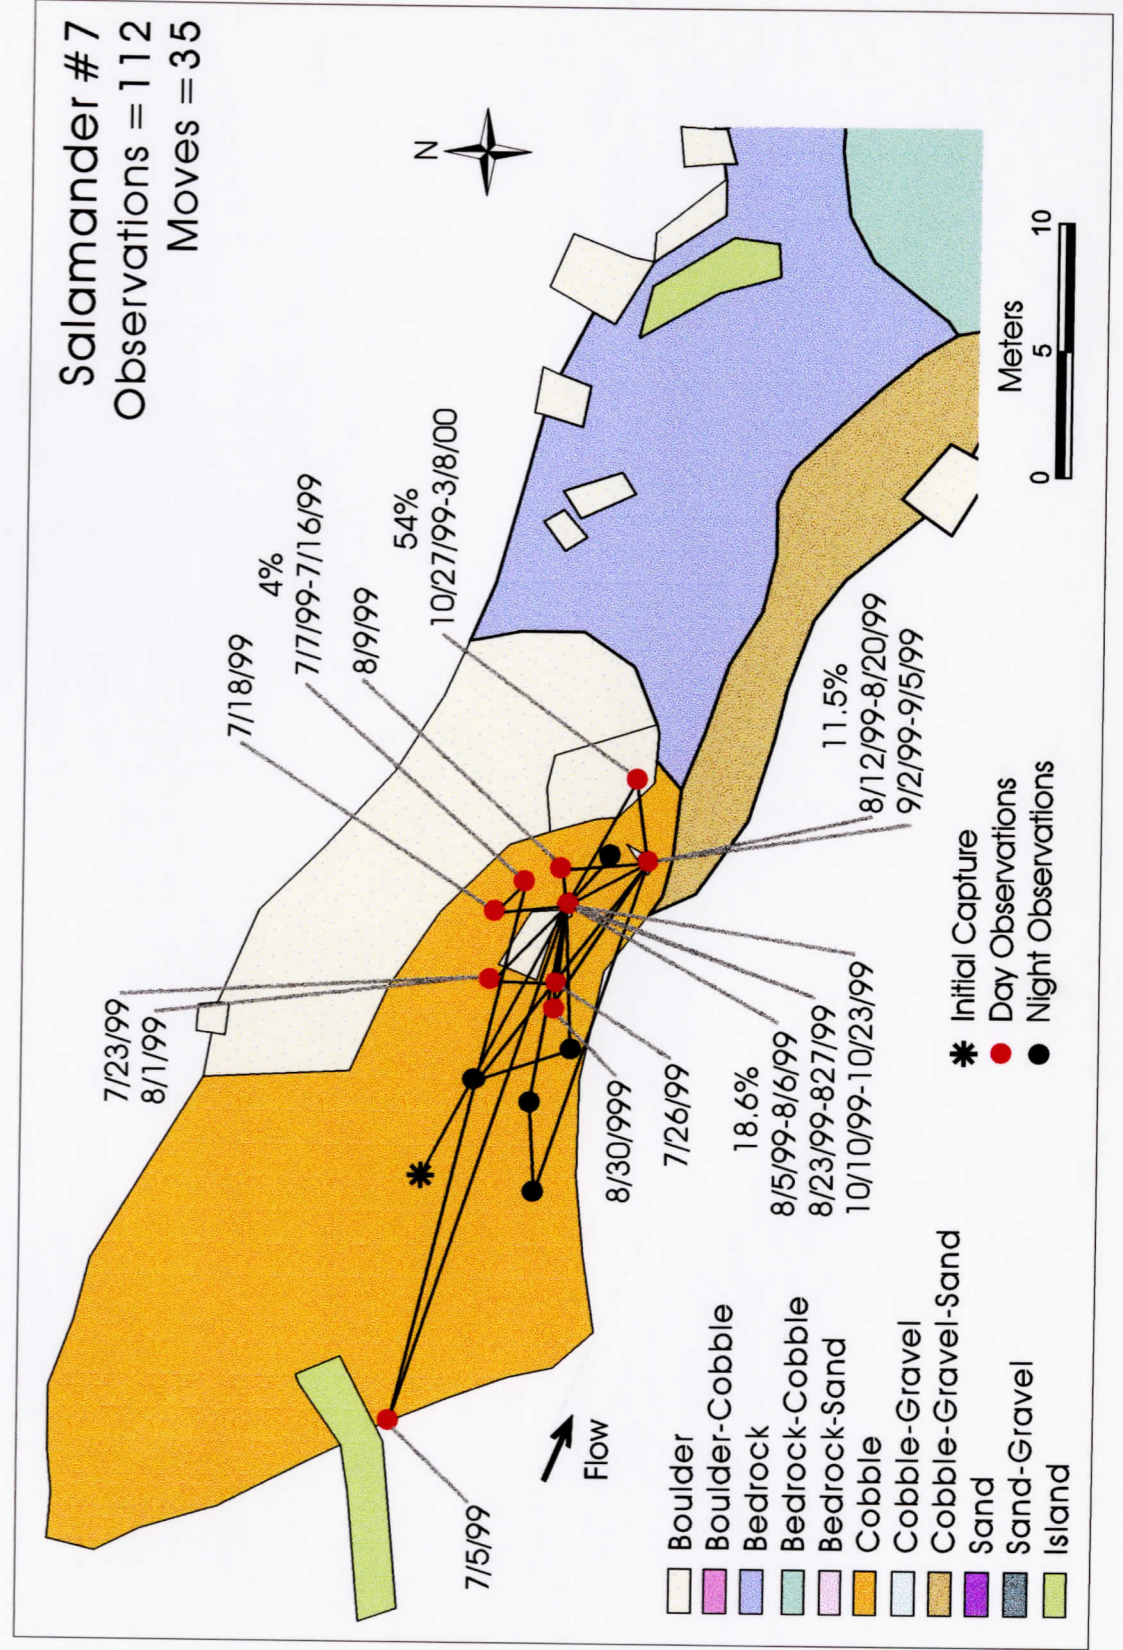 Salamander #7
Observations = 112
Moves = 35
N
7/23/99
8/1/99
7/18/99
4%
7/7/99-7/16/99
8/9/99
54%
10/27/99-3/8/00
7/5/99
Flow
8/30/999
7/26/99
18.6%
8/5/99-8/6/99
8/23/99-827/99
10/10/99-10/23/99
11.5%
8/12/99-8/20/99
9/2/99-9/5/99
Boulder
Boulder-Cobble
Bedrock
Bedrock-Cobble
Bedrock-Sand
Cobble
Cobble-Gravel
Cobble-Gravel-Sand
Sand
Sand-Gravel
Island
Initial Capture
Day Observations
Night Observations
Meters
0 5 10